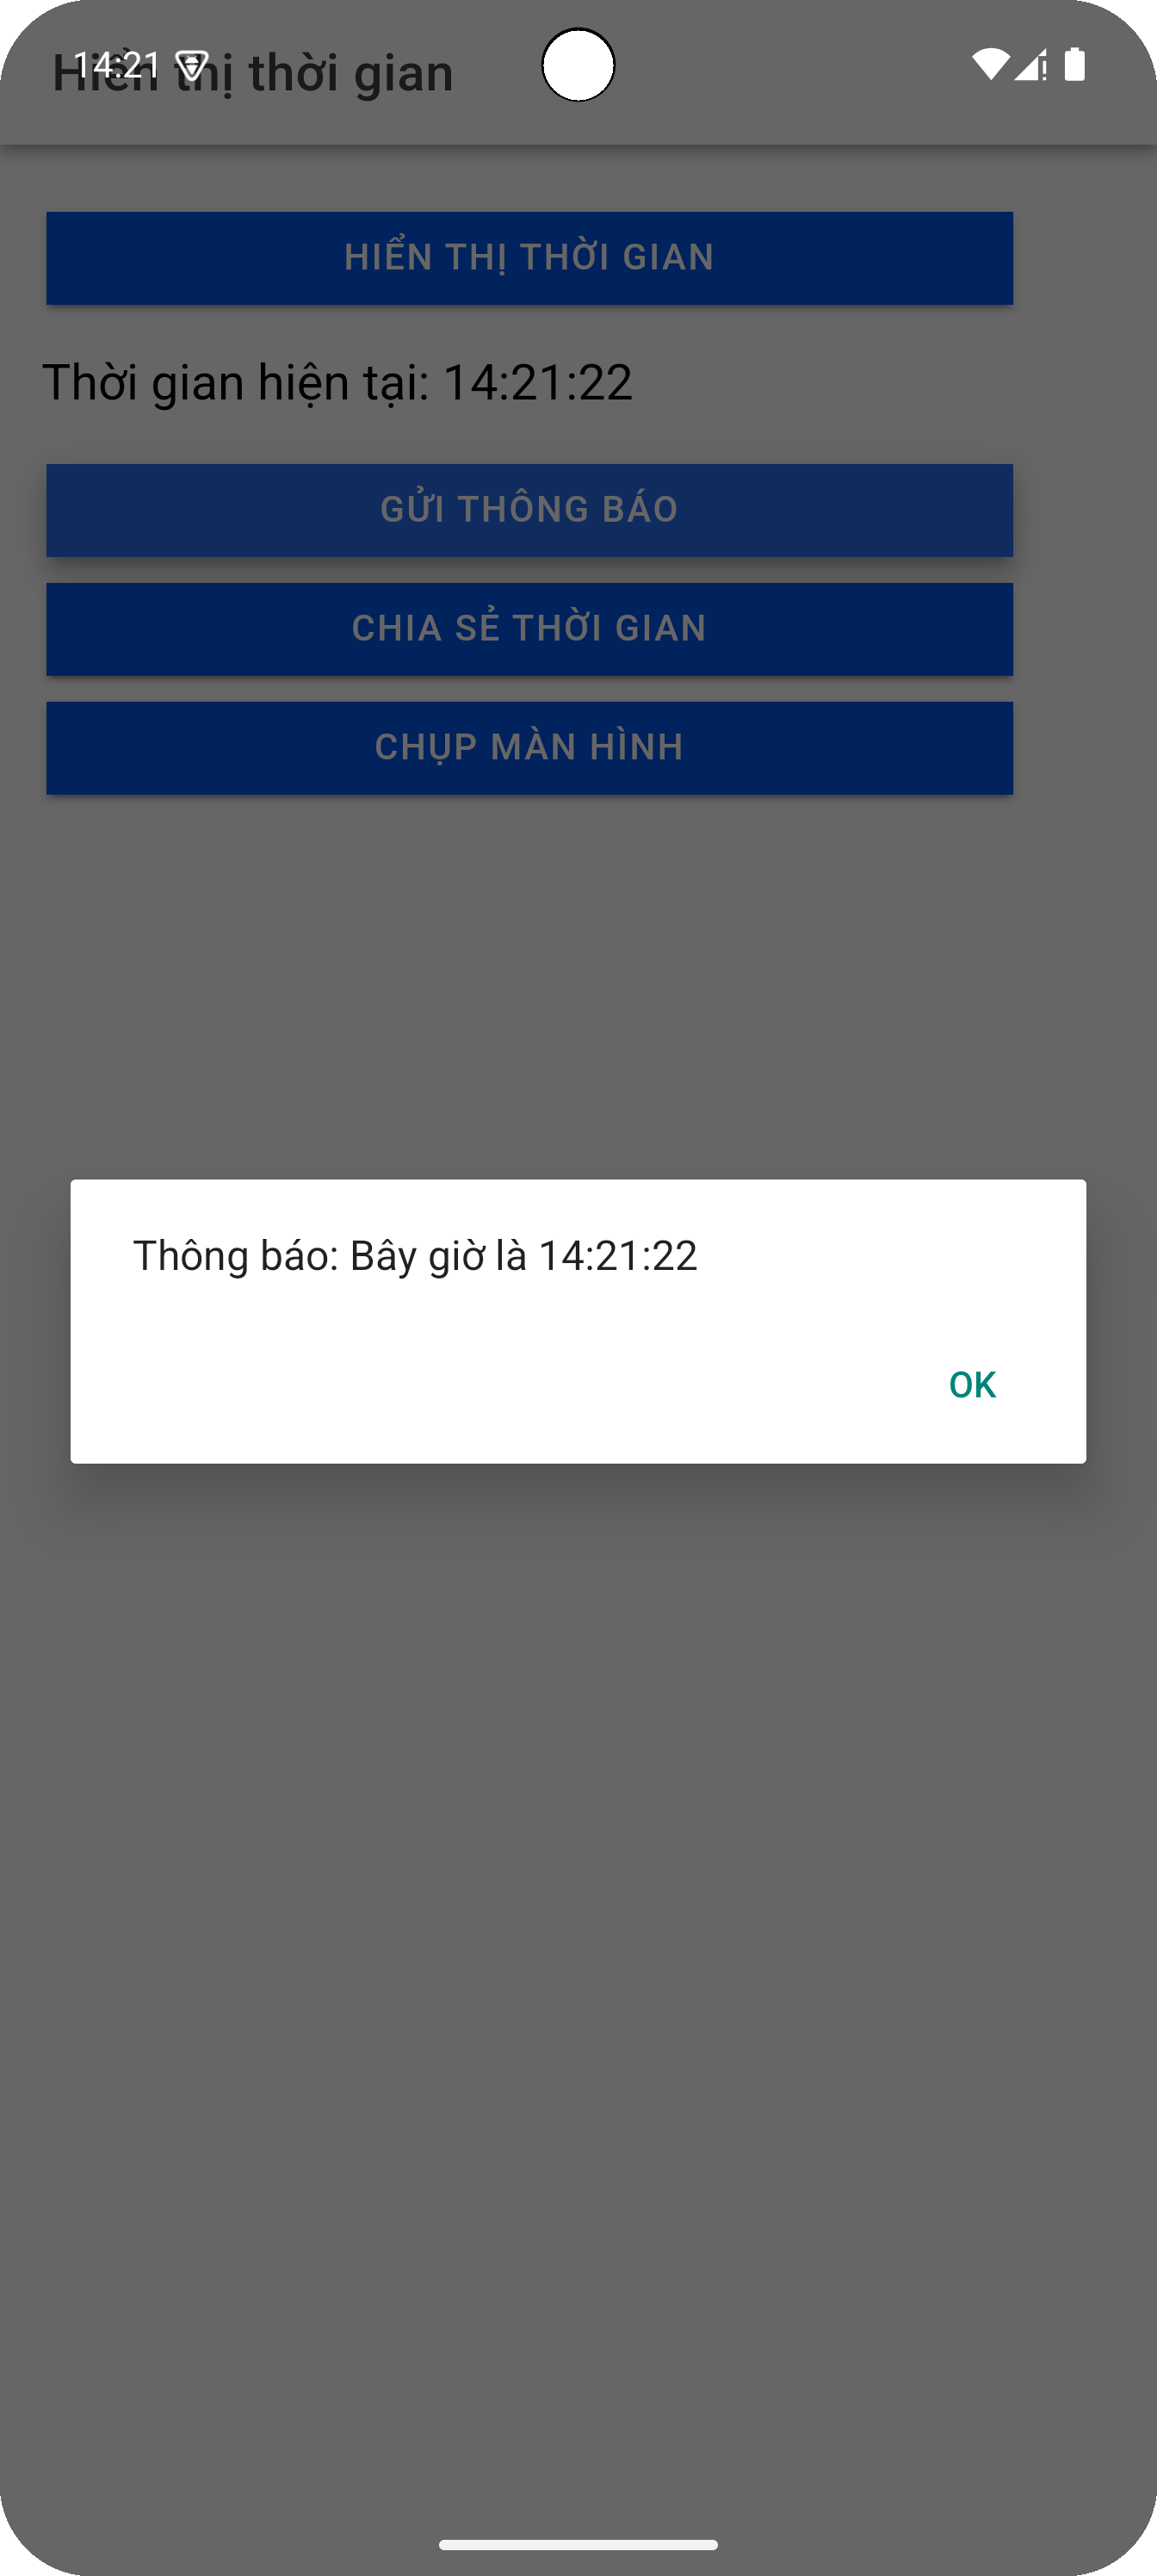 14:21
Hiển thị thời gian
HIỂN THỊ THỜI GIAN
Thời gian hiện tại: 14:21:22
GỬI THÔNG BÁO
CHIA SẺ THỜI GIAN
CHỤP MÀN HÌNH
Thông báo: Bây giờ là 14:21:22
OK